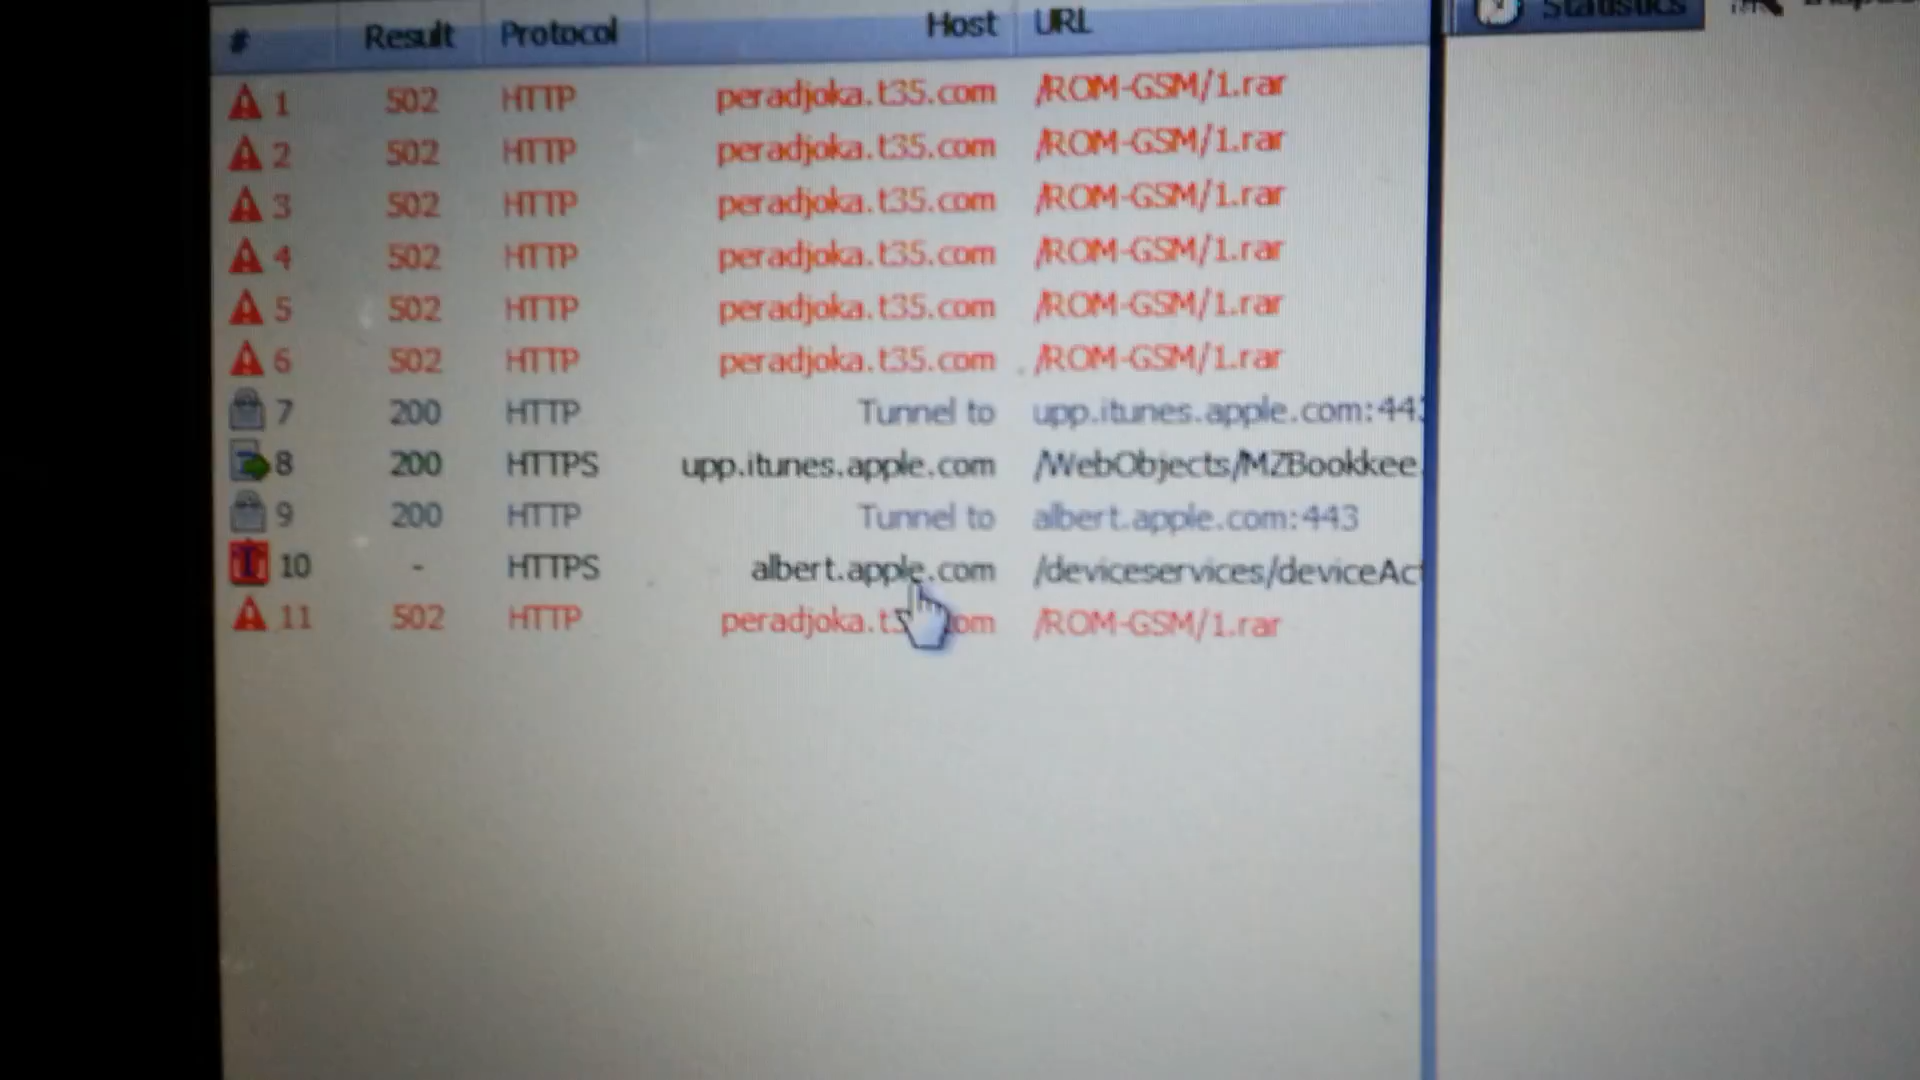 # Result Protocol Host URL Statistics
1 502 HTTP peradjoka.t35.com /ROM-GSM/1.rar
2 502 HTTP peradjoka.t35.com /ROM-GSM/1.rar
3 502 HTTP peradjoka.t35.com /ROM-GSM/1.rar
4 502 HTTP peradjoka.t35.com /ROM-GSM/1.rar
5 502 HTTP peradjoka.t35.com /ROM-GSM/1.rar
6 502 HTTP peradjoka.t35.com /ROM-GSM/1.rar
7 200 HTTP Tunnel to upp.itunes.apple.com:443
8 200 HTTPS upp.itunes.apple.com /WebObjects/MZBookkee
9 200 HTTP Tunnel to albert.apple.com:443
10 - HTTPS albert.apple.com /deviceservices/deviceAct
11 502 HTTP peradjoka.t om /ROM-GSM/1.rar